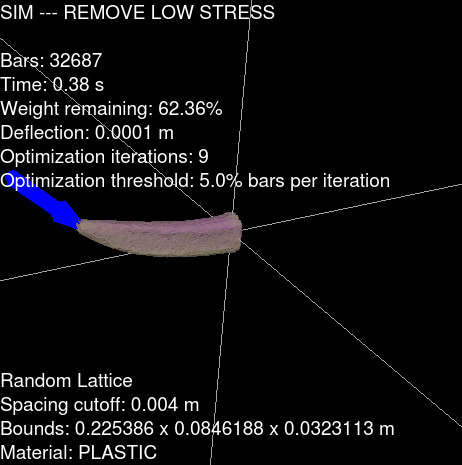 SIM --- REMOVE LOW STRESS
Bars: 32687
Time: 0.38 s
Weight remaining: 62.36%
Deflection: 0.0001 m
Optimization iterations: 9
Optimization threshold: 5.0% bars per iteration
Random Lattice
Spacing cutoff: 0.004 m
Bounds: 0.225386 x 0.0846188 x 0.0323113 m
Material: PLASTIC